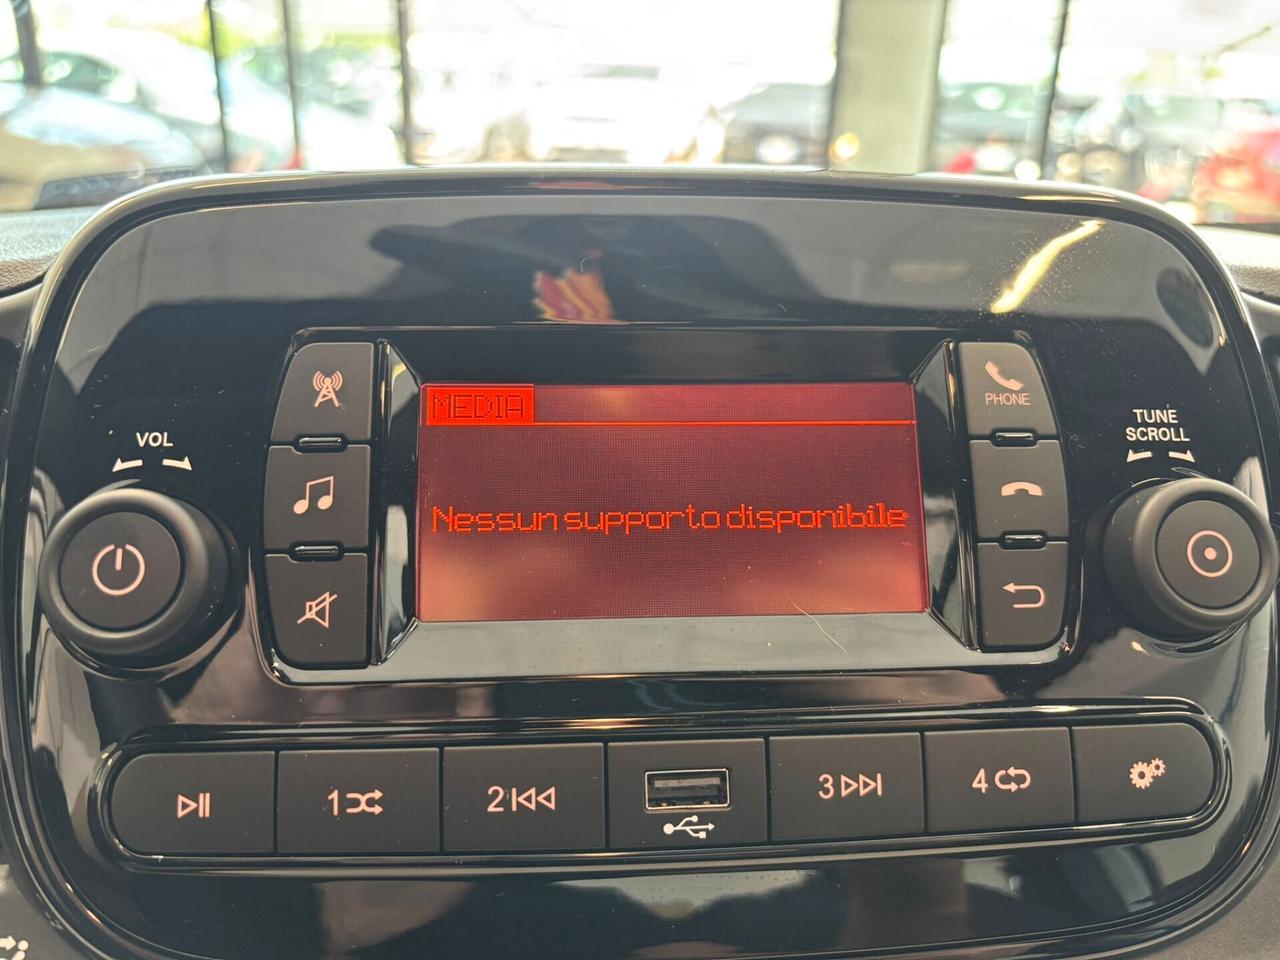 VOL
MEDIA
Nessun supporto disponibile
PHONE
TUNE
SCROLL
1
2
3
4